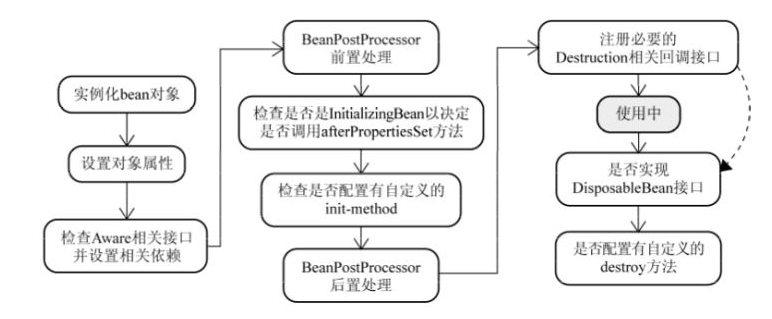 实例化bean对象
设置对象属性
检查Aware相关接口
并设置相关依赖
BeanPostProcessor
前置处理
检查是否是InitializingBean以决定
是否调用afterPropertiesSet方法
检查是否配置有自定义的
init-method
BeanPostProcessor
后置处理
注册必要的
Destruction相关回调接口
使用中
是否实现
DisposableBean接口
是否配置有自定义的
destroy方法